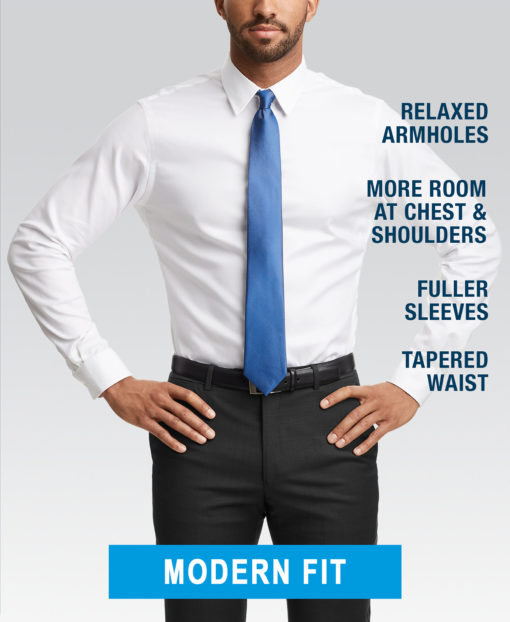 RELAXED
ARMHOLES
MORE ROOM
AT CHEST &
SHOULDERS
FULLER
SLEEVES
TAPERED
WAIST
MODERN FIT